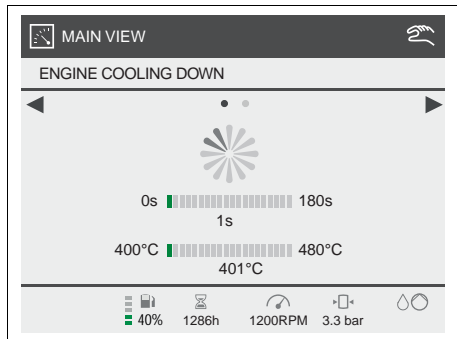 MAIN VIEW
ENGINE COOLING DOWN
0s 180s
1s
400°C 480°C
401°C
40% 1286h 1200RPM 3.3 bar